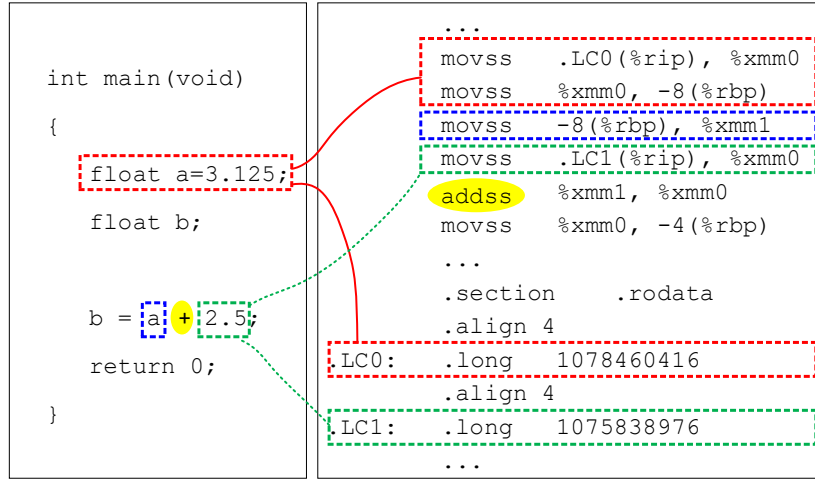 int main(void)
{
float a=3.125;
float b;
b = a + 2.5;
return 0;
}
...
movss .LC0(%rip), %xmm0
movss %xmm0, -8(%rbp)
movss -8(%rbp), %xmm1
movss .LC1(%rip), %xmm0
addss %xmm1, %xmm0
movss %xmm0, -4(%rbp)
...
.section .rodata
.align 4
.LC0: .long 1078460416
.align 4
.LC1: .long 1075838976
...